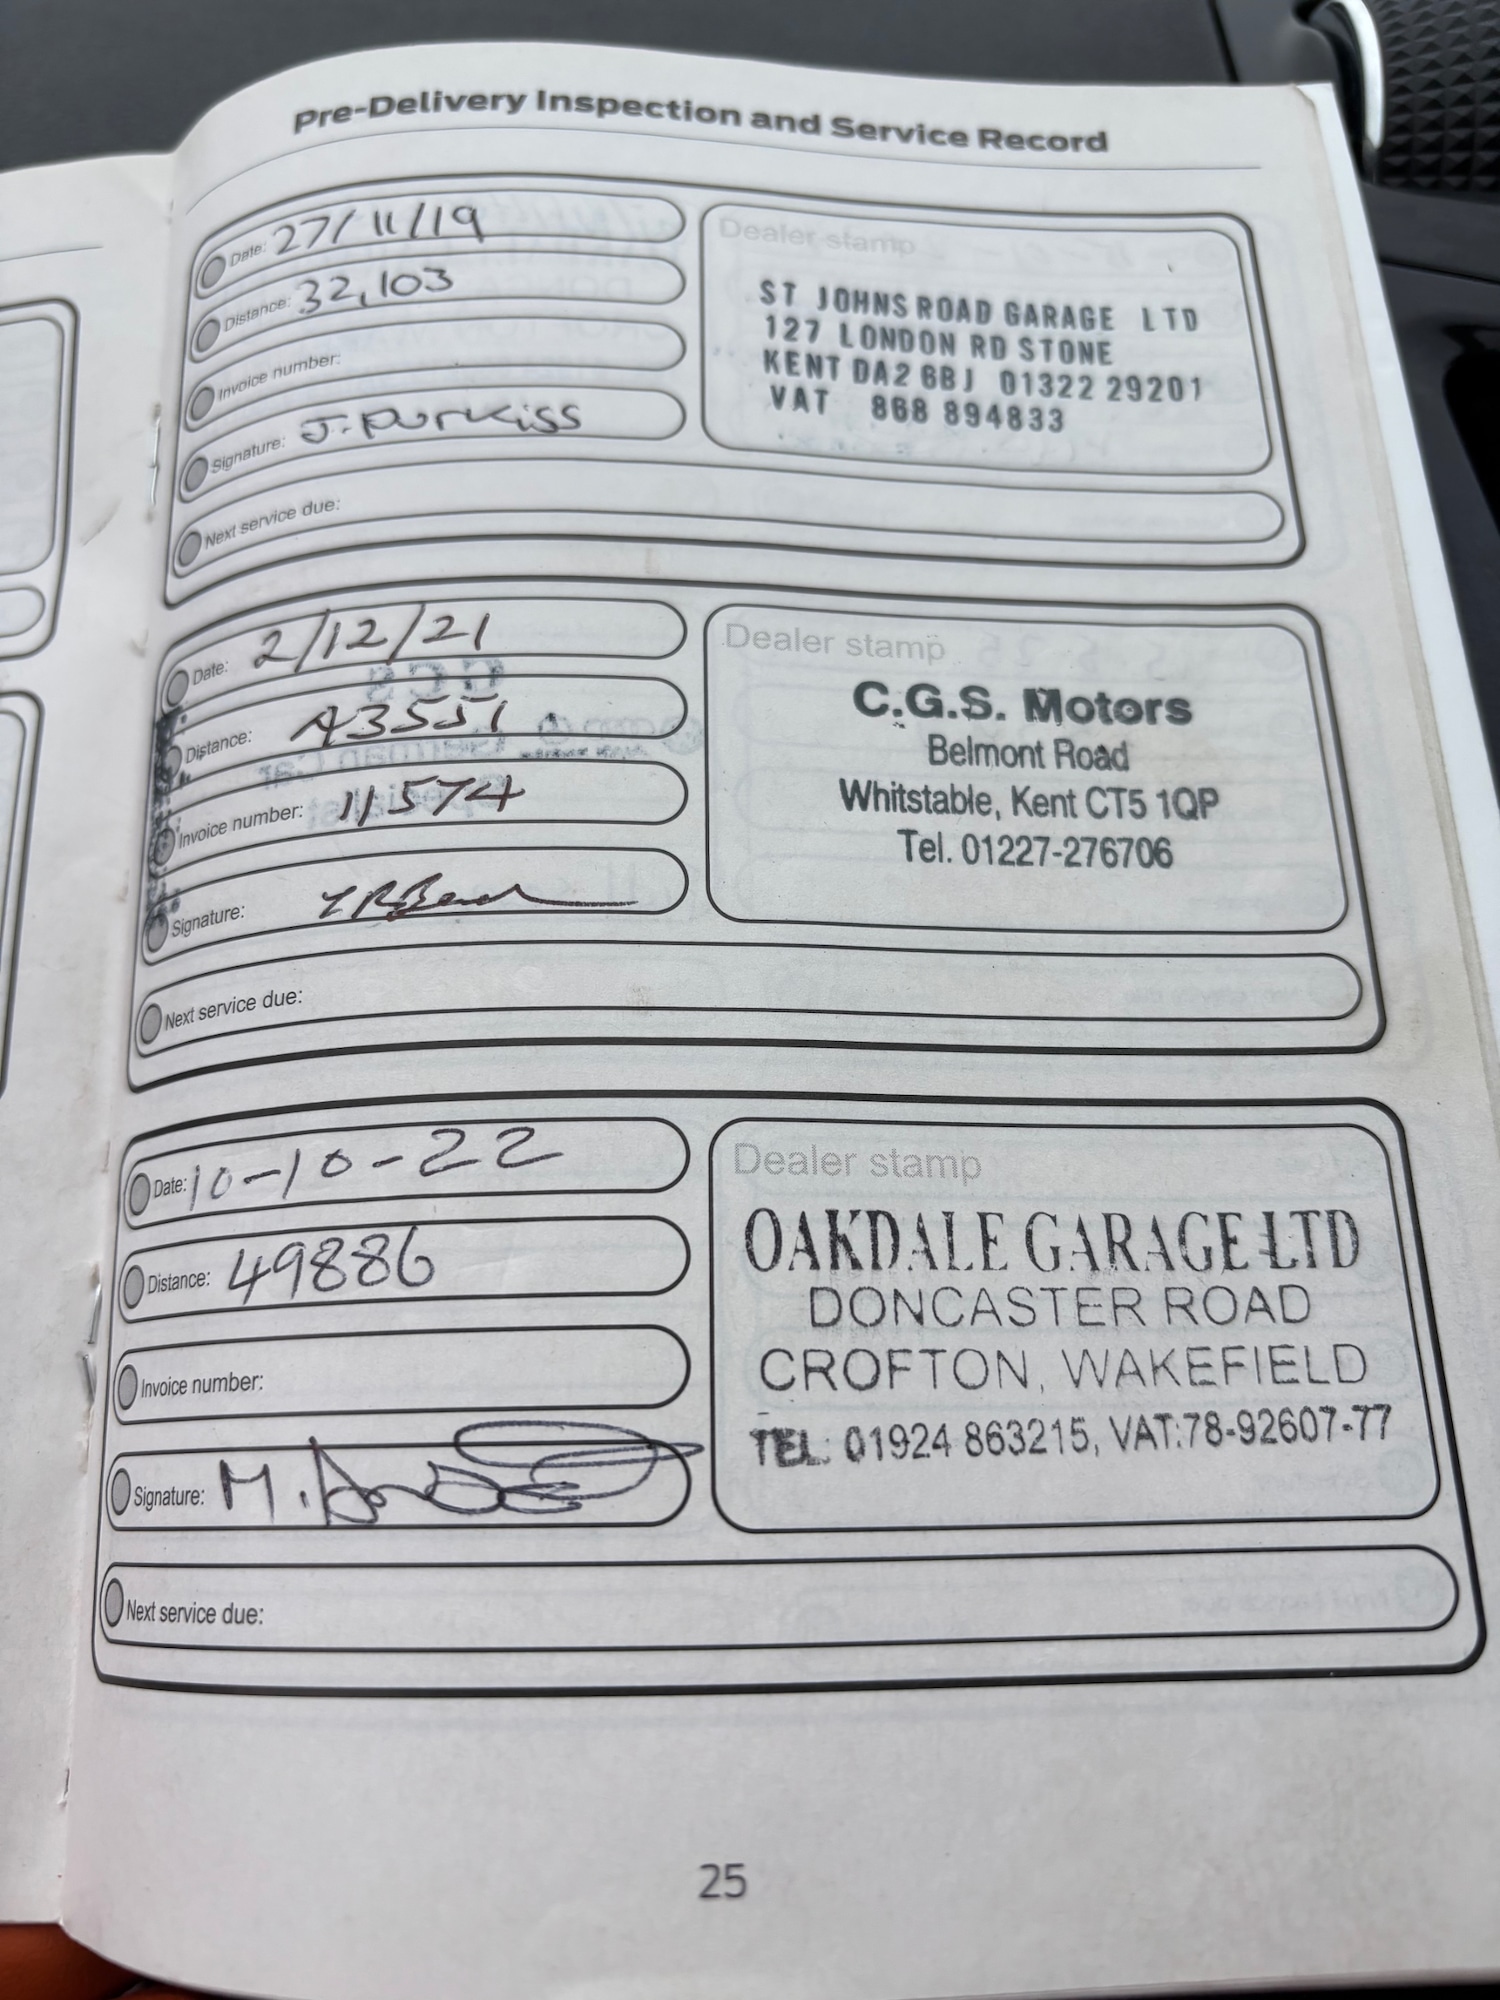 Pre-Delivery Inspection and Service Record
Date: 27/11/19
Distance: 32,103
Invoice number:
Signature: J. Purkiss
Next service due:
Dealer stamp
ST JOHNS ROAD GARAGE LTD
127 LONDON RD STONE
KENT DA2 6BJ 01322 29201
VAT 868 894833
Date: 2/12/21
Distance: 43551
Invoice number: 11574
Signature:
Next service due:
Dealer stamp
C.G.S. Motors
Belmont Road
Whitstable, Kent CT5 1QP
Tel. 01227-276706
Date: 10-10-22
Distance: 49886
Invoice number:
Signature: M.
Next service due:
Dealer stamp
OAKDALE GARAGE LTD
DONCASTER ROAD
CROFTON, WAKEFIELD
TEL: 01924 863215, VAT:78-92607-77
25